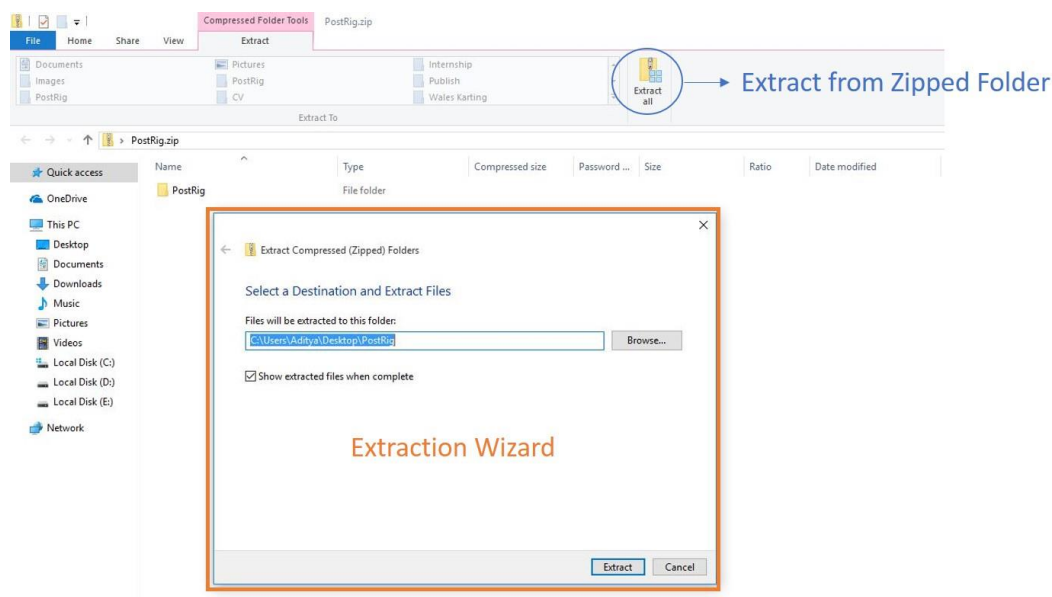 Compressed Folder Tools PostRig.zip
File Home Share View Extract
Documents Pictures Internship
Images PostRig Publish
PostRig CV Wales Karting
Extract all
Extract To
Extract from Zipped Folder
PostRig.zip
Name Type Compressed size Password ... Size Ratio Date modified
PostRig File folder
Quick access
OneDrive
This PC
Desktop
Documents
Downloads
Music
Pictures
Videos
Local Disk (C:)
Local Disk (D:)
Local Disk (E:)
Network
Extract Compressed (Zipped) Folders
Select a Destination and Extract Files
Files will be extracted to this folder:
C:\Users\Aditya\Desktop\PostRig
Browse...
Show extracted files when complete
Extraction Wizard
Extract Cancel